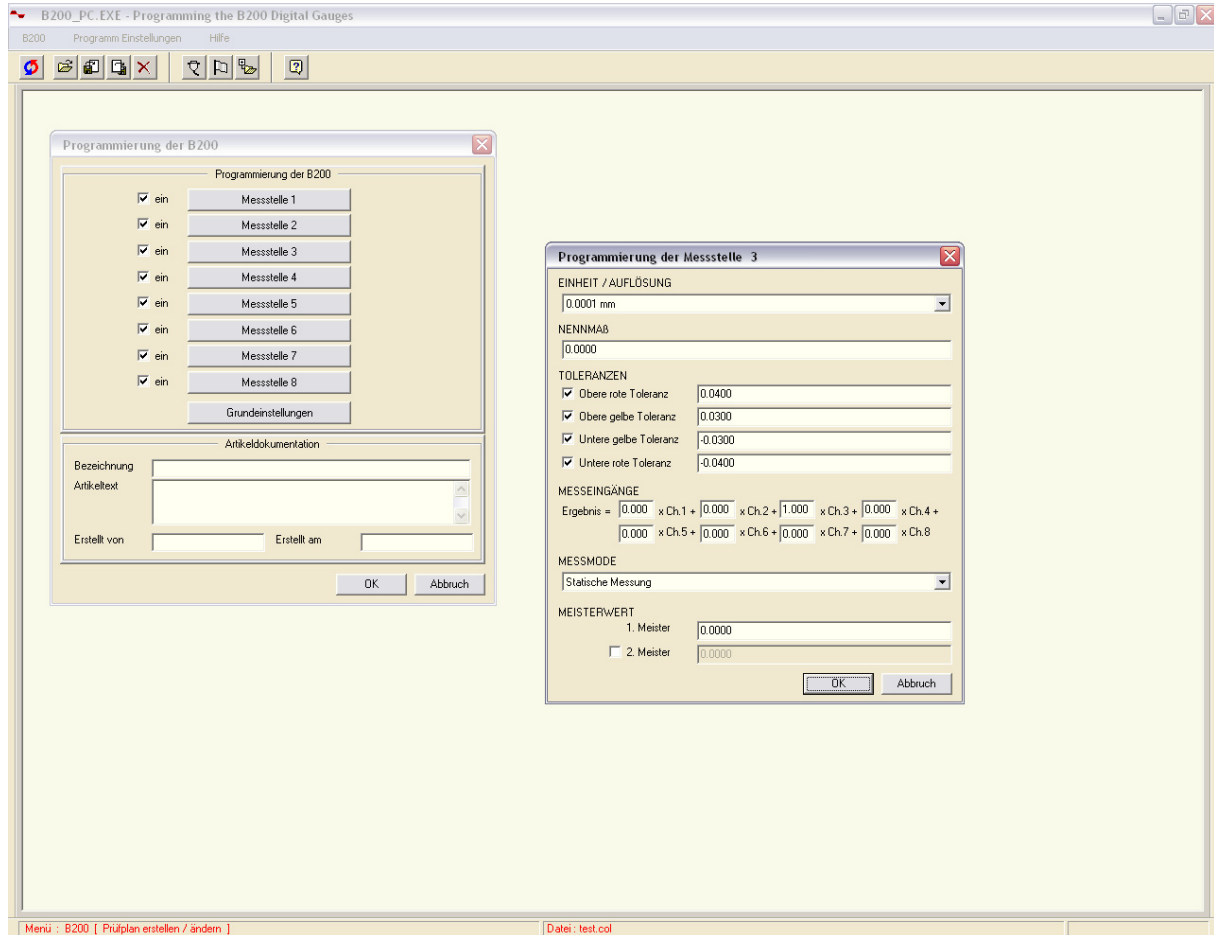 B200_PC.EXE - Programming the B200 Digital Gauges
B200 Programm Einstellungen Hilfe
Programmierung der B200
Programmierung der B200
ein Messstelle 1
ein Messstelle 2
ein Messstelle 3
ein Messstelle 4
ein Messstelle 5
ein Messstelle 6
ein Messstelle 7
ein Messstelle 8
Grundeinstellungen
Artikeldokumentation
Bezeichnung
Artikeltext
Erstellt von Erstellt am
OK Abbruch
Programmierung der Messstelle 3
EINHEIT / AUFLÖSUNG
0.0001 mm
NENNMAß
0.0000
TOLERANZEN
Obere rote Toleranz 0.0400
Obere gelbe Toleranz 0.0300
Untere gelbe Toleranz -0.0300
Untere rote Toleranz -0.0400
MESSEINGÄNGE
Ergebnis = 0.000 x Ch.1 + 0.000 x Ch.2 + 1.000 x Ch.3 + 0.000 x Ch.4 +
0.000 x Ch.5 + 0.000 x Ch.6 + 0.000 x Ch.7 + 0.000 x Ch.8
MESSMODE
Statische Messung
MEISTERWERT
1. Meister 0.0000
2. Meister 0.0000
OK Abbruch
Menü : B200 [ Prüfplan erstellen / ändern ] Datei : test.col